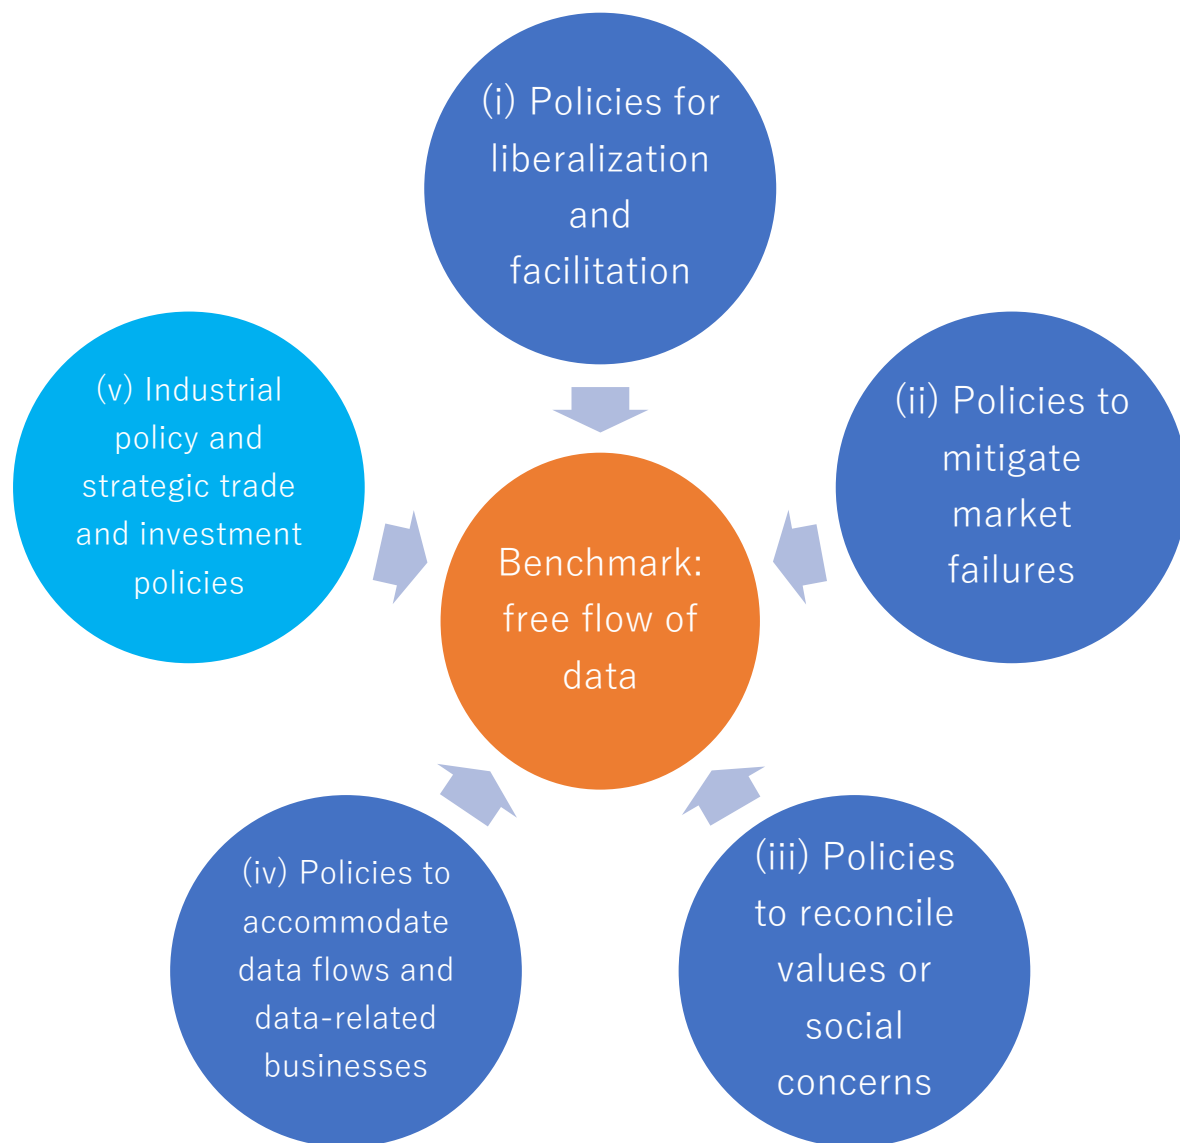 (i) Policies for
liberalization
and
facilitation
(ii) Policies to
mitigate
market
failures
(iii) Policies
to reconcile
values or
social
concerns
(iv) Policies to
accommodate
data flows and
data-related
businesses
(v) Industrial
policy and
strategic trade
and investment
policies
Benchmark:
free flow of
data